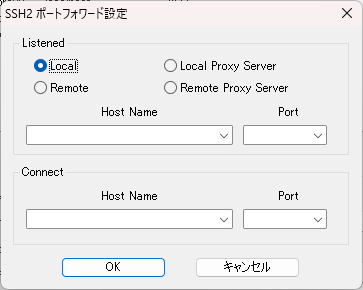 SSH2 ポートフォワード設定
Listened
Local
Local Proxy Server
Remote
Remote Proxy Server
Host Name
Port
Connect
Host Name
Port
OK
キャンセル